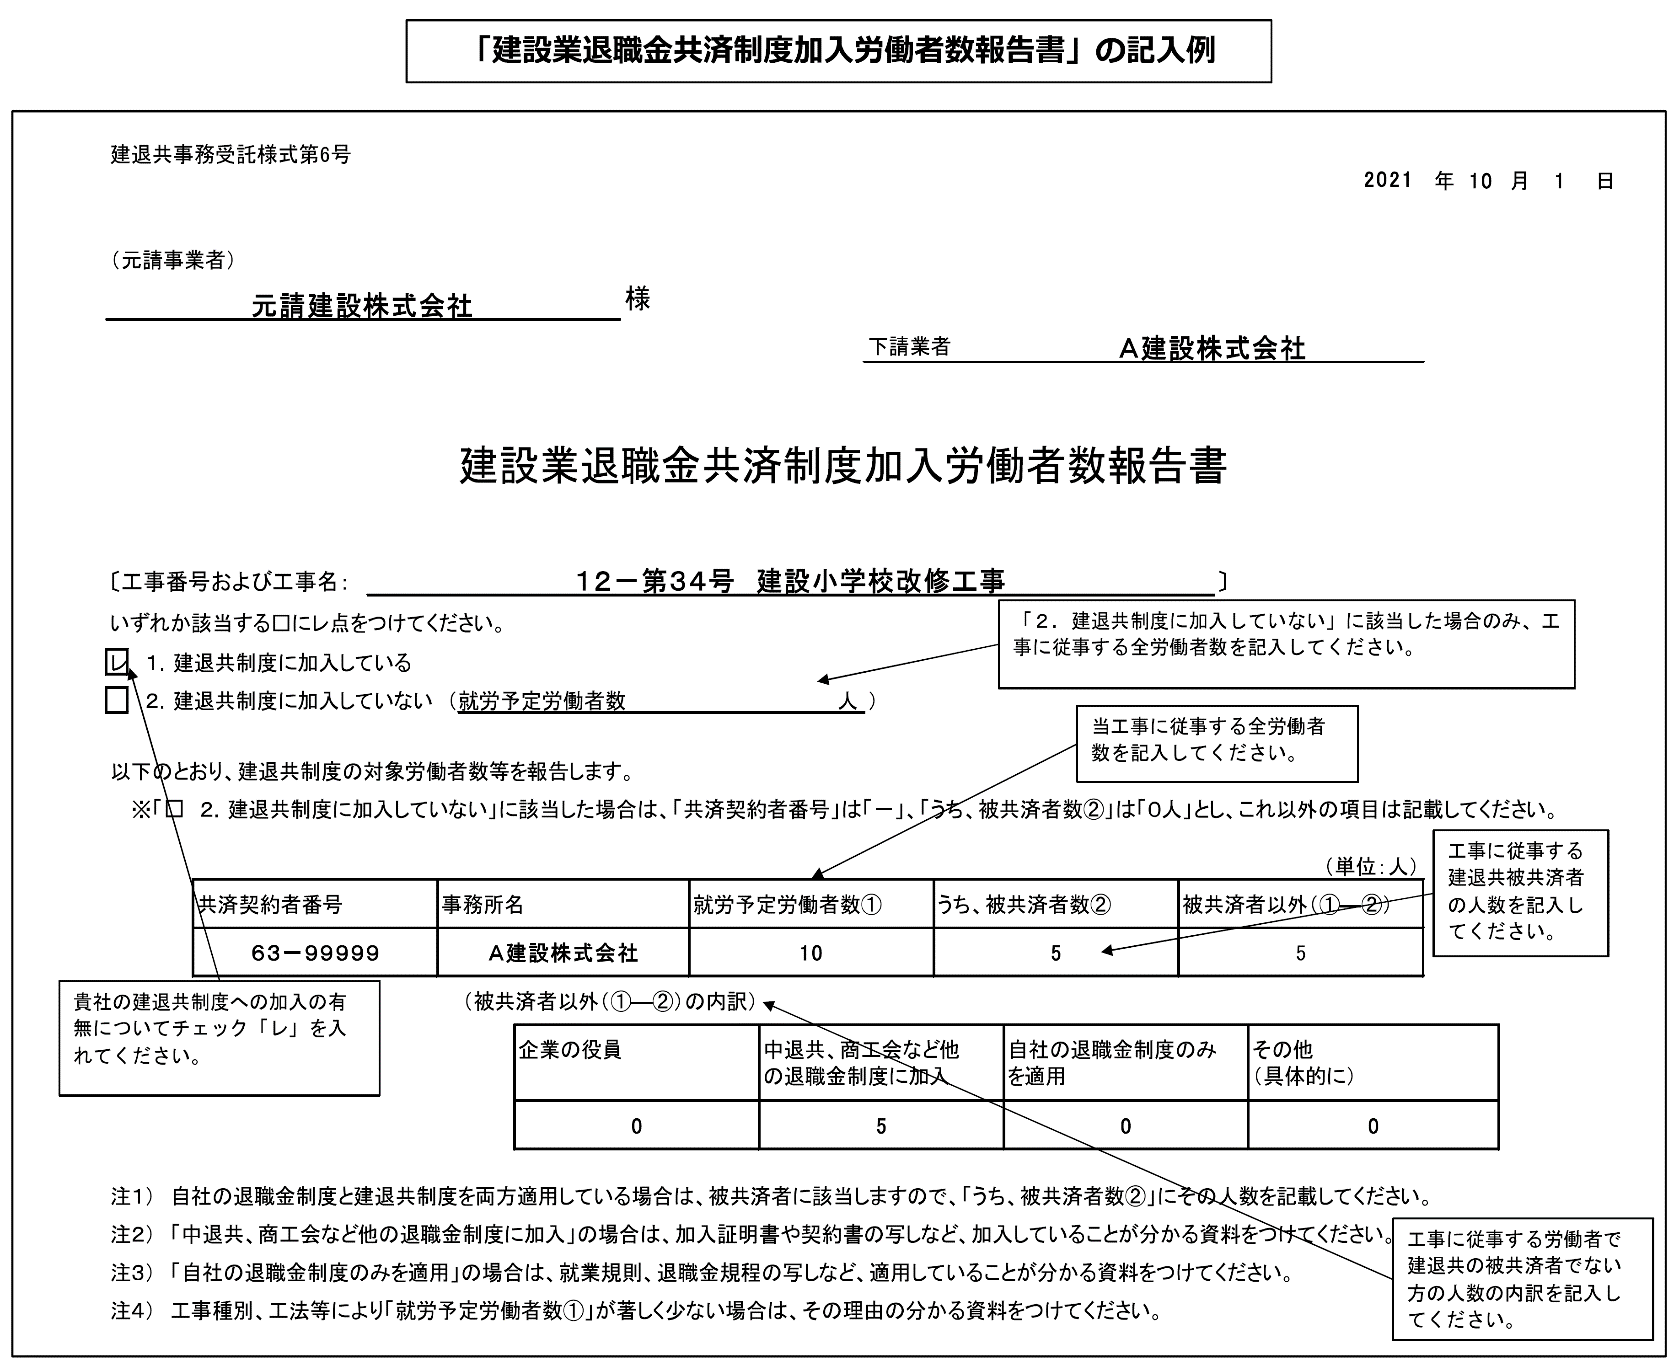 「建設業退職金共済制度加入労働者数報告書」の記入例
建退共事務受託様式第6号
2021 年 10 月 1 日
（元請事業者）
元請建設株式会社 様
下請業者 A建設株式会社
建設業退職金共済制度加入労働者数報告書
〔工事番号および工事名： 12－第34号 建設小学校改修工事 〕
いずれか該当する□にレ点をつけてください。
「２．建退共制度に加入していない」に該当した場合のみ、工
事に従事する全労働者数を記入してください。
レ 1．建退共制度に加入している
□ 2．建退共制度に加入していない （就労予定労働者数 人 ）
当工事に従事する全労働者
数を記入してください。
以下のとおり、建退共制度の対象労働者数等を報告します。
※「□ 2．建退共制度に加入していない」に該当した場合は、「共済契約者番号」は「－」、「うち、被共済者数②」は「0人」とし、これ以外の項目は記載してください。
（単位：人）
工事に従事する
建退共被共済者
の人数を記入し
てください。
共済契約者番号 事務所名 就労予定労働者数① うち、被共済者数② 被共済者以外（①―②）
63－99999 A建設株式会社 10 5 5
貴社の建退共制度への加入の有
無についてチェック「レ」を入
れてください。
（被共済者以外（①―②）の内訳）
企業の役員 中退共、商工会など他 自社の退職金制度のみ その他
の退職金制度に加入 を適用 （具体的に）
0 5 0 0
注1） 自社の退職金制度と建退共制度を両方適用している場合は、被共済者に該当しますので、「うち、被共済者数②」にその人数を記載してください。
注2） 「中退共、商工会など他の退職金制度に加入」の場合は、加入証明書や契約書の写しなど、加入していることが分かる資料をつけてください。
注3） 「自社の退職金制度のみを適用」の場合は、就業規則、退職金規程の写しなど、適用していることが分かる資料をつけてください。
注4） 工事種別、工法等により「就労予定労働者数①」が著しく少ない場合は、その理由の分かる資料をつけてください。
工事に従事する労働者で
建退共の被共済者でない
方の人数の内訳を記入し
てください。